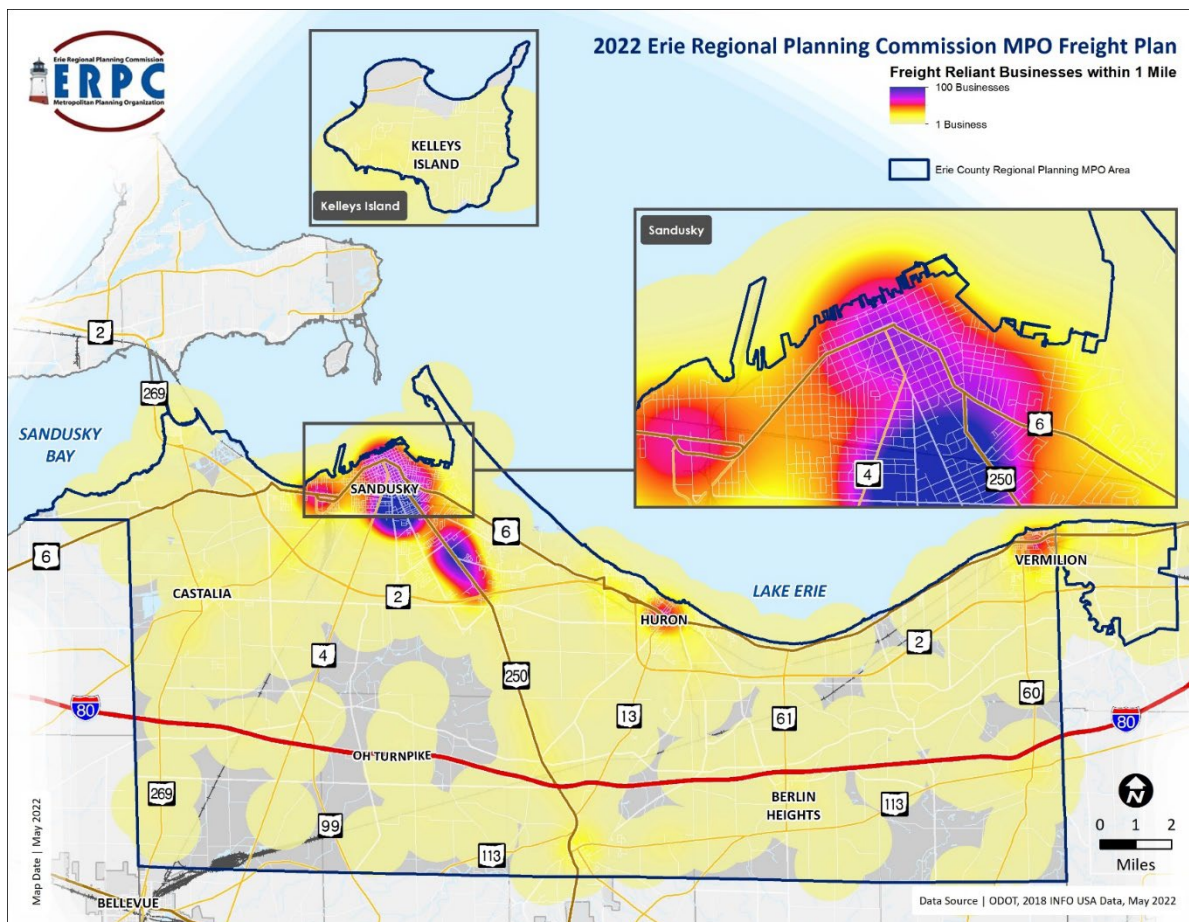 Erie Regional Planning Commission
ERPC
Metropolitan Planning Organization
2022 Erie Regional Planning Commission MPO Freight Plan
Freight Reliant Businesses within 1 Mile
100 Businesses
1 Business
Erie County Regional Planning MPO Area
KELLEYS
ISLAND
Kelleys Island
Sandusky
6
4
250
2
269
SANDUSKY
BAY
SANDUSKY
6
6
VERMILION
CASTALIA
2
LAKE ERIE
HURON
2
4
250
60
13
61
80
80
OH TURNPIKE
269
BERLIN
HEIGHTS
113
99
113
BELLEVUE
N
0 1 2
Miles
Map Date | May 2022
Data Source | ODOT, 2018 INFO USA Data, May 2022